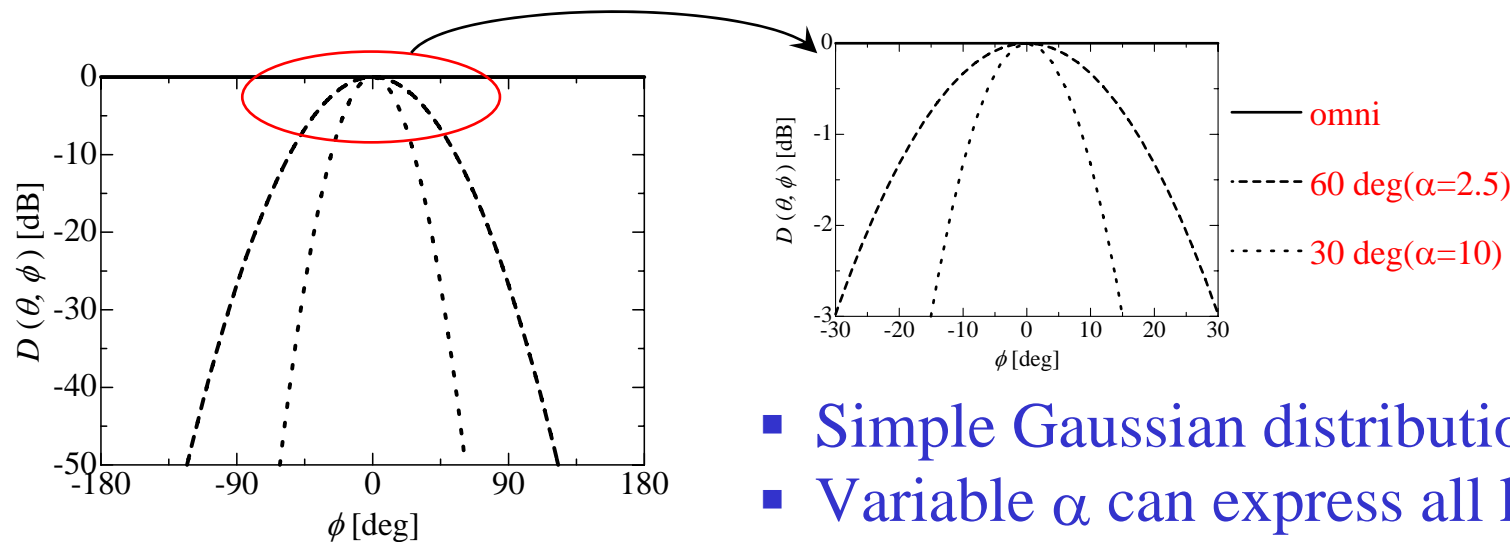 0
-10
-20
-30
-40
-50
-180 -90 0 90 180
D (θ, ϕ) [dB]
ϕ [deg]
0
-1
-2
-3
-30 -20 -10 0 10 20 30
D (θ, ϕ) [dB]
ϕ [deg]
omni
60 deg(α=2.5)
30 deg(α=10)
▪ Simple Gaussian
▪ Variable α can express all